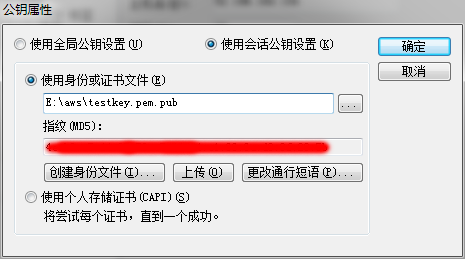 公钥属性
使用全局公钥设置(U)
使用会话公钥设置(K)
确定
取消
使用身份或证书文件(E)
E:\aws\testkey.pem.pub
...
指纹(MD5):
创建身份文件(I)...
上传(U)
更改通行短语(P)...
使用个人存储证书(CAPI)(S)
将尝试每个证书，直到一个成功。